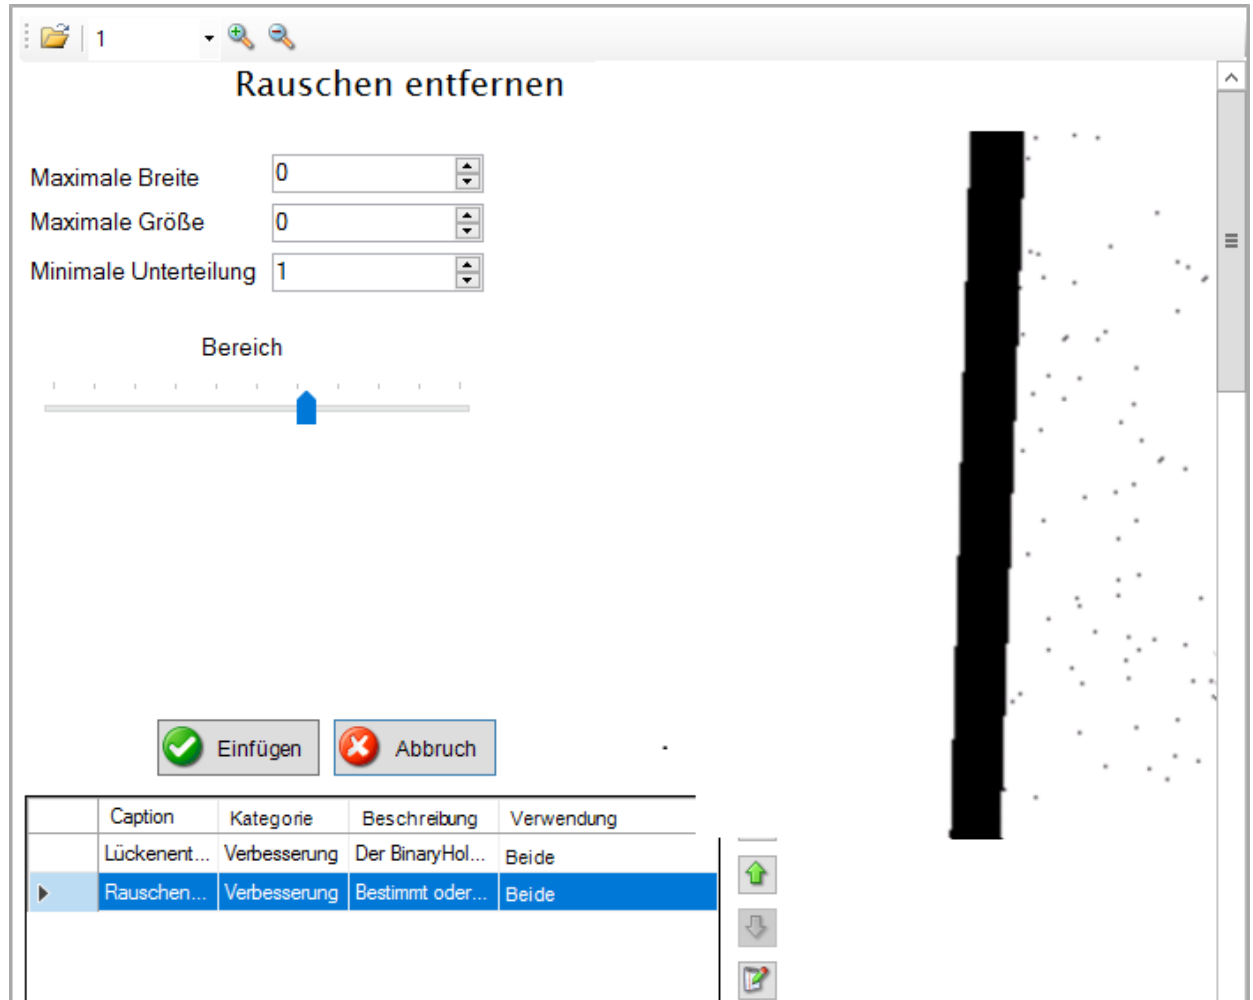 1
Rauschen entfernen
Maximale Breite 0
Maximale Größe 0
Minimale Unterteilung 1
Bereich
Einfügen Abbruch
Caption Kategorie Beschreibung Verwendung
Lückenent... Verbesserung Der BinaryHol... Beide
Rauschen... Verbesserung Bestimmt oder... Beide